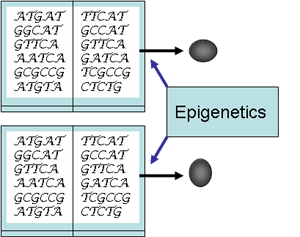 ATGAT
GGCAT
GTTCA
AATCA
GCGCCG
ATGTA
TTCAT
GCCAT
GTTCA
GATCA
TCGCCG
CTCTG
Epigenetics
ATGAT
GGCAT
GTTCA
AATCA
GCGCCG
ATGTA
TTCAT
GCCAT
GTTCA
GATCA
TCGCCG
CTCTG